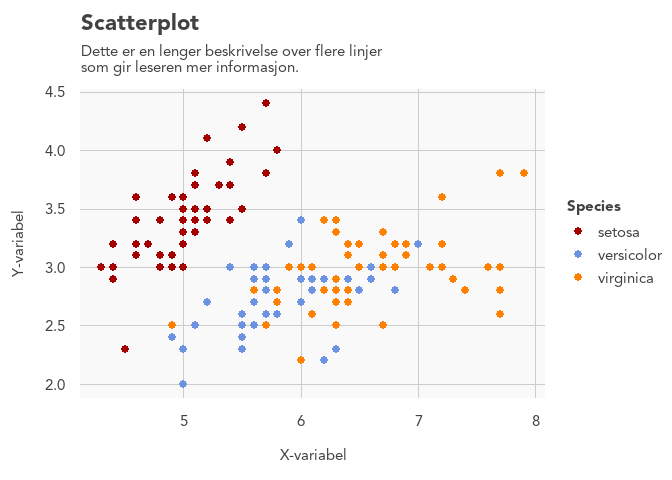 Scatterplot
Dette er en lenger beskrivelse over flere linjer
som gir leseren mer informasjon.
4.5
4.0
3.5
3.0
2.5
2.0
Y-variabel
5 6 7 8
X-variabel
Species
setosa
versicolor
virginica